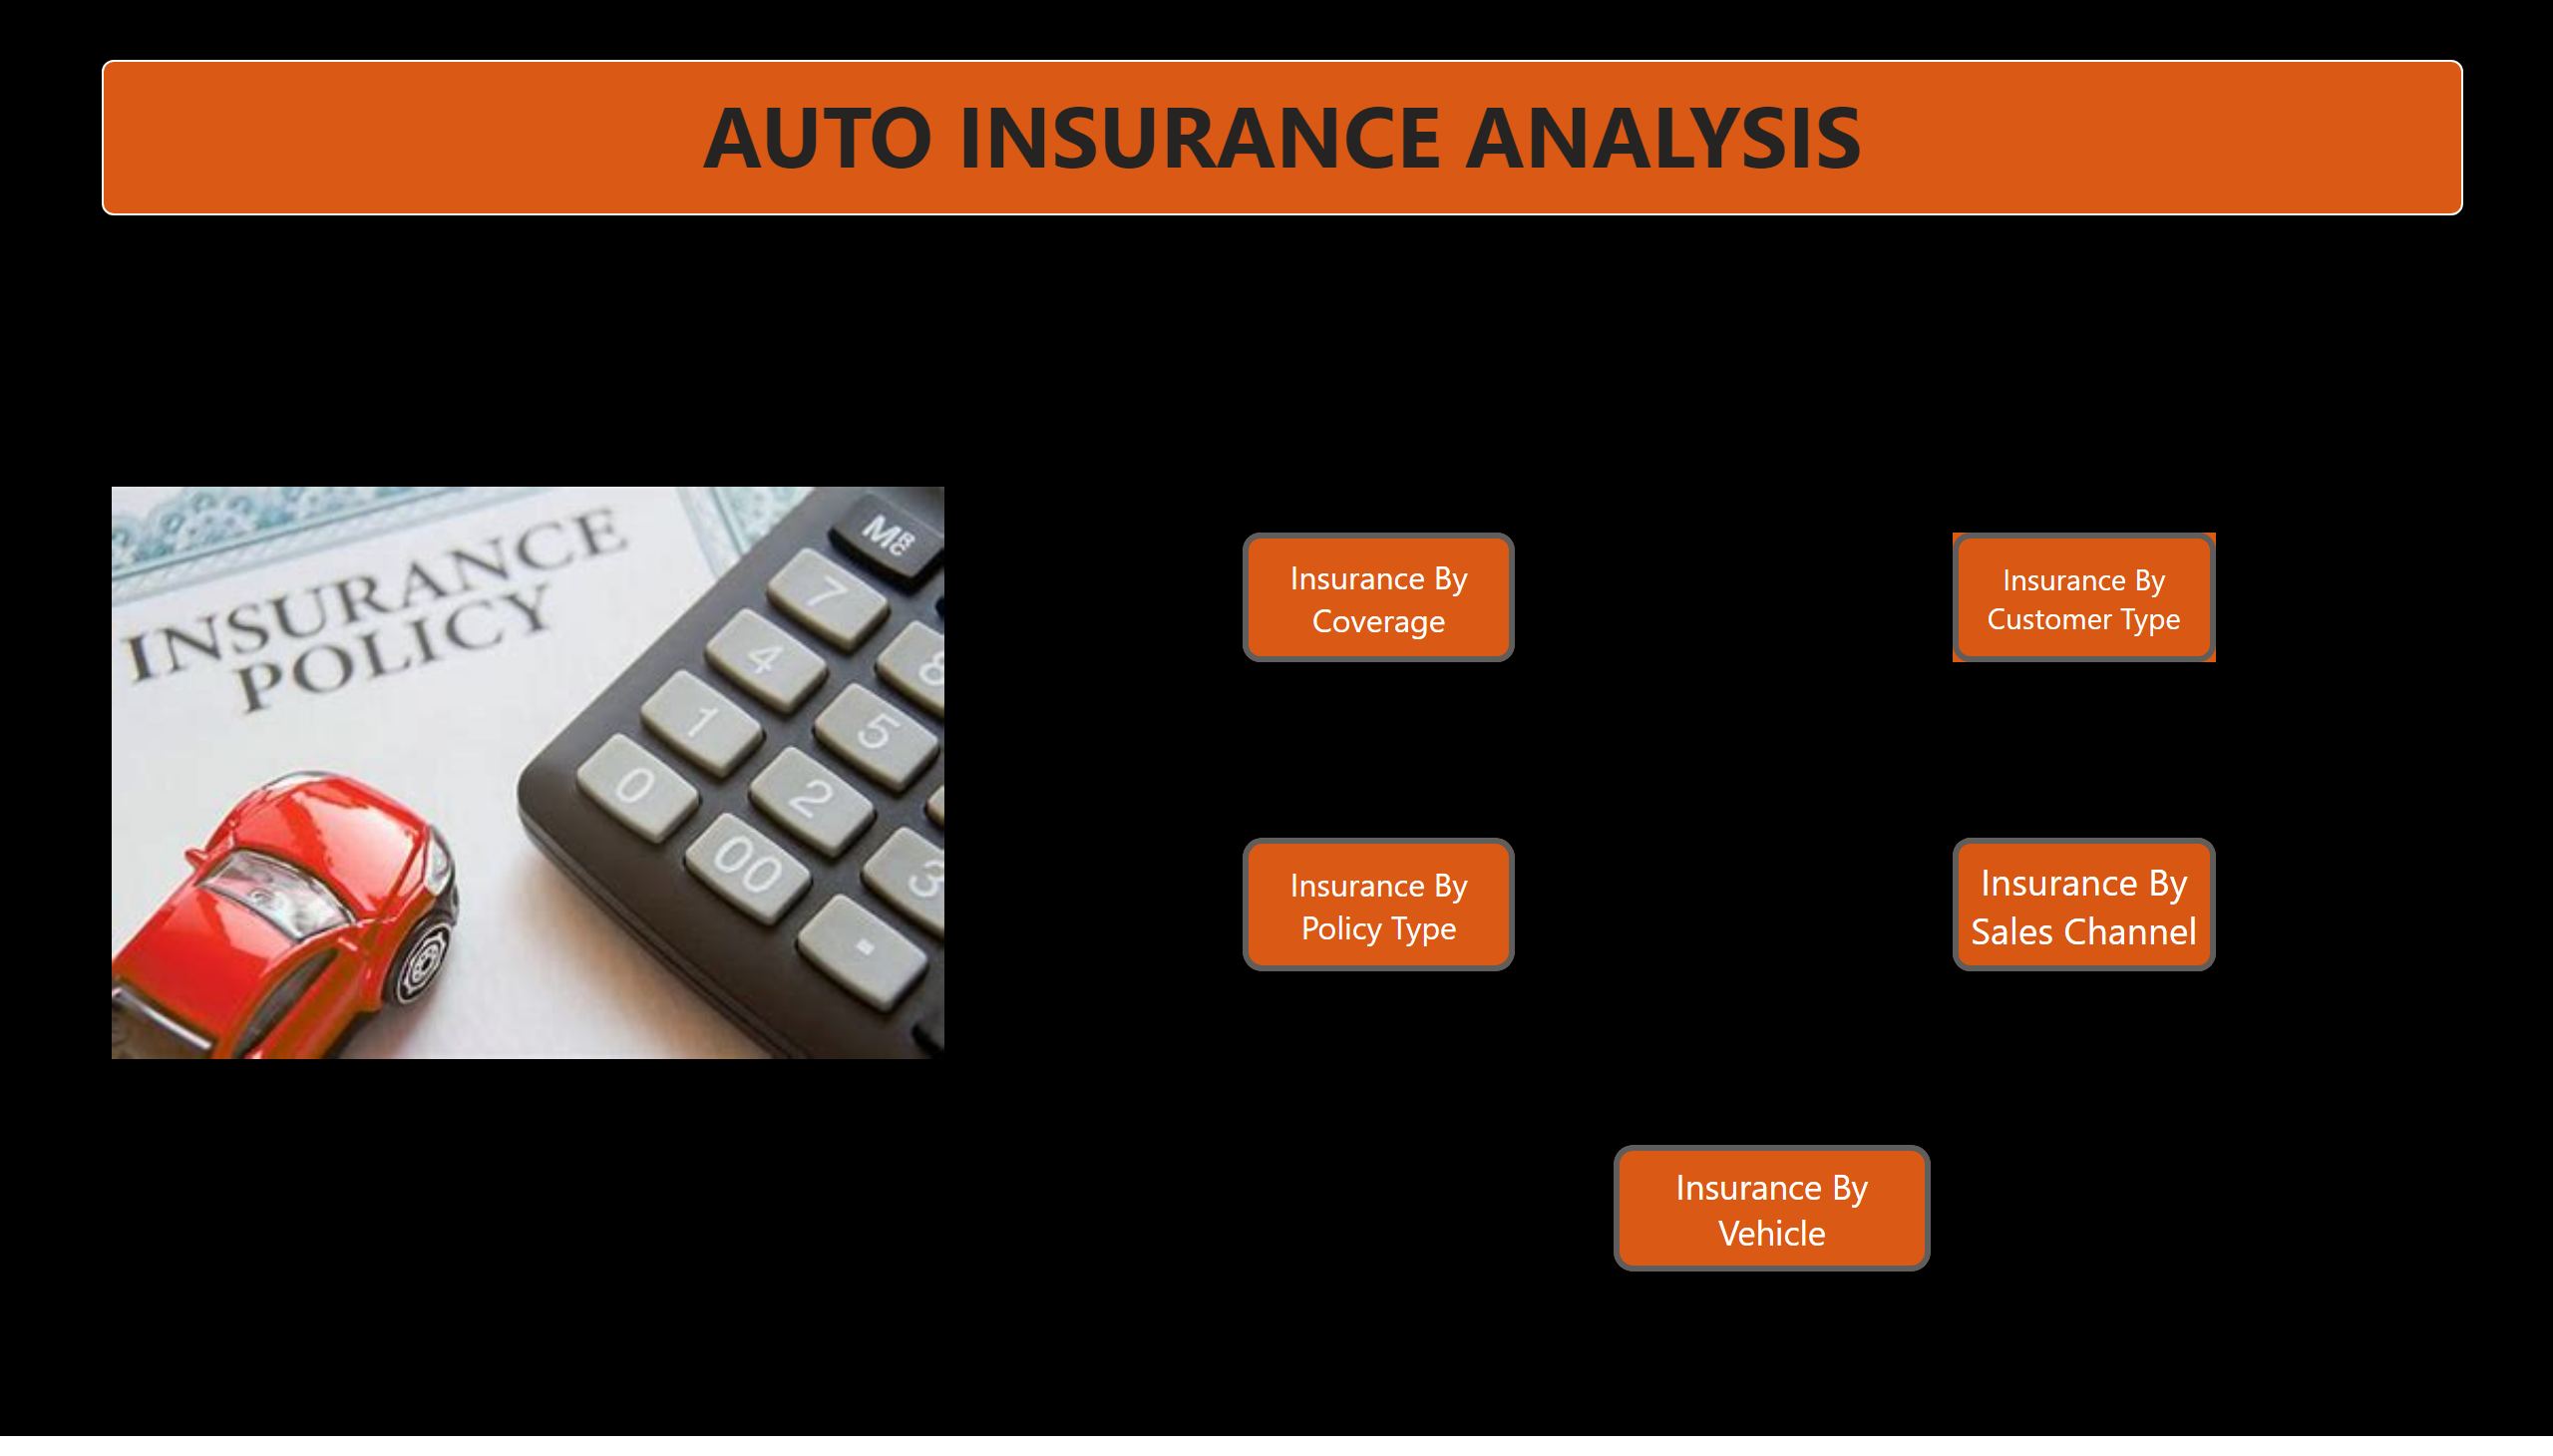 AUTO INSURANCE ANALYSIS
INSURANCE
POLICY
MRC
7
4
8
1
5
0
2
00
3
Insurance By
Coverage
Insurance By
Customer Type
Insurance By
Policy Type
Insurance By
Sales Channel
Insurance By
Vehicle